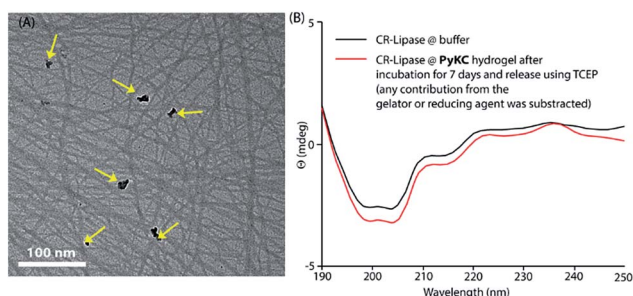 (A)
100 nm
(B)
5
0
-5
Θ (mdeg)
CR-Lipase @ buffer
CR-Lipase @ PyKC hydrogel after
incubation for 7 days and release using TCEP
(any contribution from the
gelator or reducing agent was substracted)
190 200 210 220 230 240 250
Wavelength (nm)